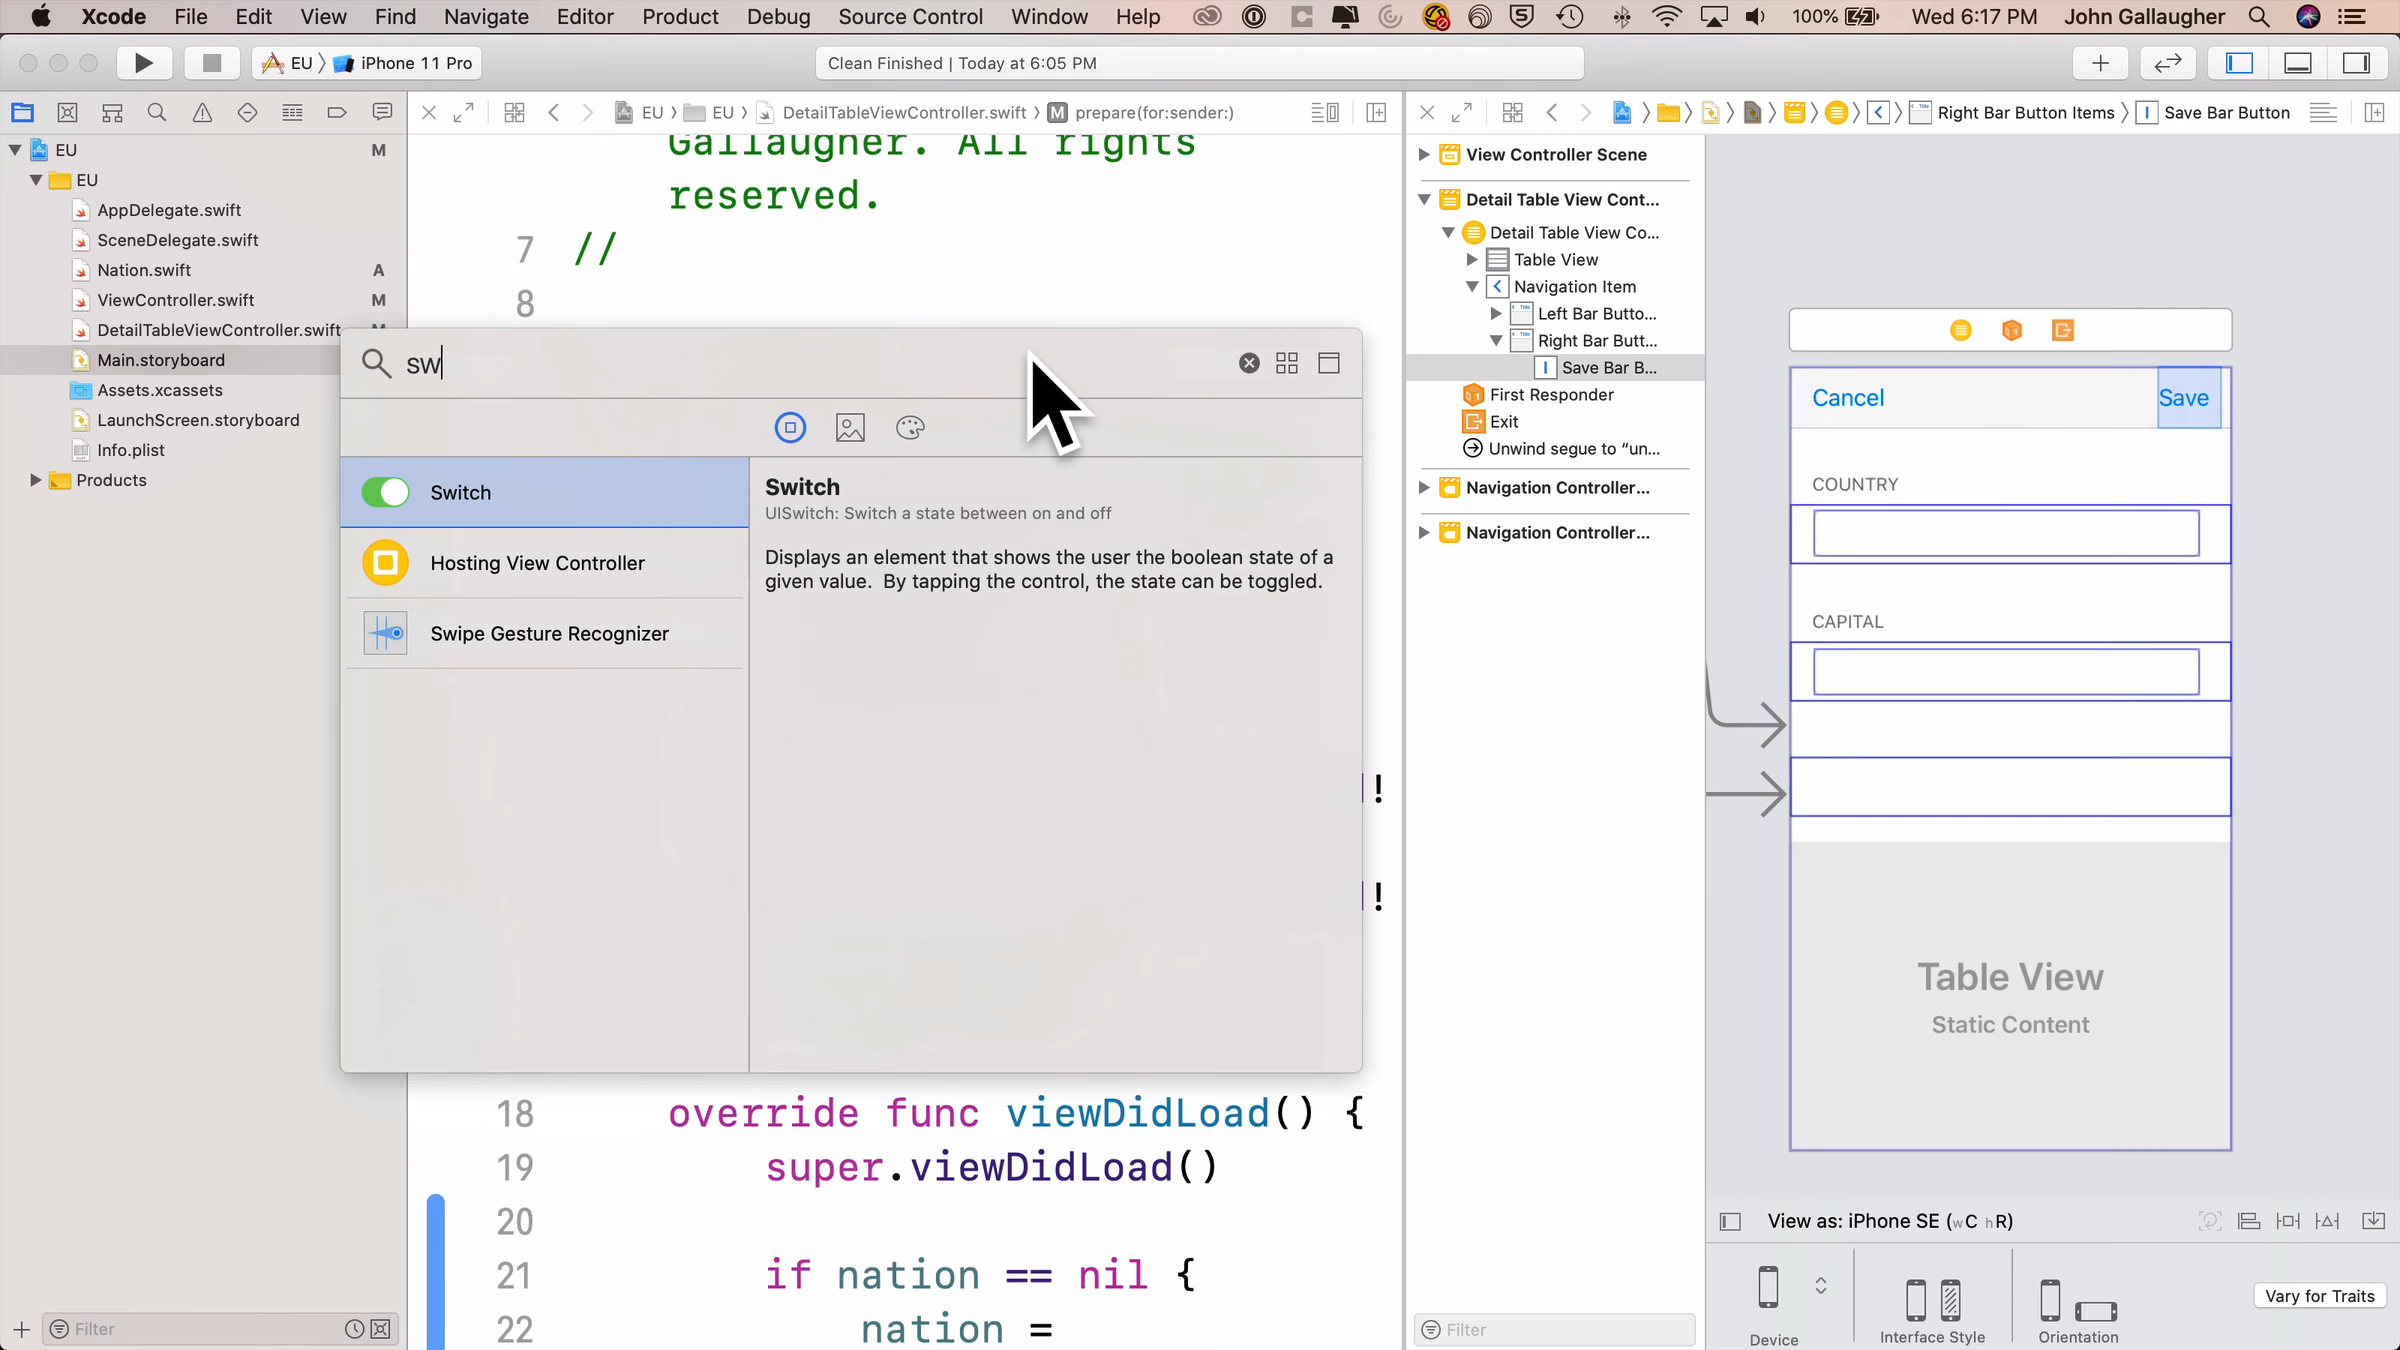 Xcode File Edit View Find Navigate Editor Product Debug Source Control Window Help 100% Wed 6:17 PM John Gallaugher
EU iPhone 11 Pro
Clean Finished | Today at 6:05 PM
EU EU DetailTableViewController.swift M prepare(for:sender:)
Right Bar Button Items Save Bar Button
EU M
EU
AppDelegate.swift
SceneDelegate.swift
Nation.swift A
ViewController.swift M
DetailTableViewController.swift
Main.storyboard
Assets.xcassets
LaunchScreen.storyboard
Info.plist
Products
Filter
Gallaugher. All rights
reserved.
7 //
8
sw
Switch
Hosting View Controller
Swipe Gesture Recognizer
Switch
UISwitch: Switch a state between on and off
Displays an element that shows the user the boolean state of a
given value. By tapping the control, the state can be toggled.
!
!
18 override func viewDidLoad() {
19 super.viewDidLoad()
20
21 if nation == nil {
22 nation =
View Controller Scene
Detail Table View Cont...
Detail Table View Co...
Table View
Navigation Item
Left Bar Butto...
Right Bar Butt...
Save Bar B...
First Responder
Exit
Unwind segue to “un...
Navigation Controller...
Navigation Controller...
Filter
Cancel Save
COUNTRY
CAPITAL
Table View
Static Content
View as: iPhone SE (wC hR)
Device
Interface Style
Orientation
Vary for Traits